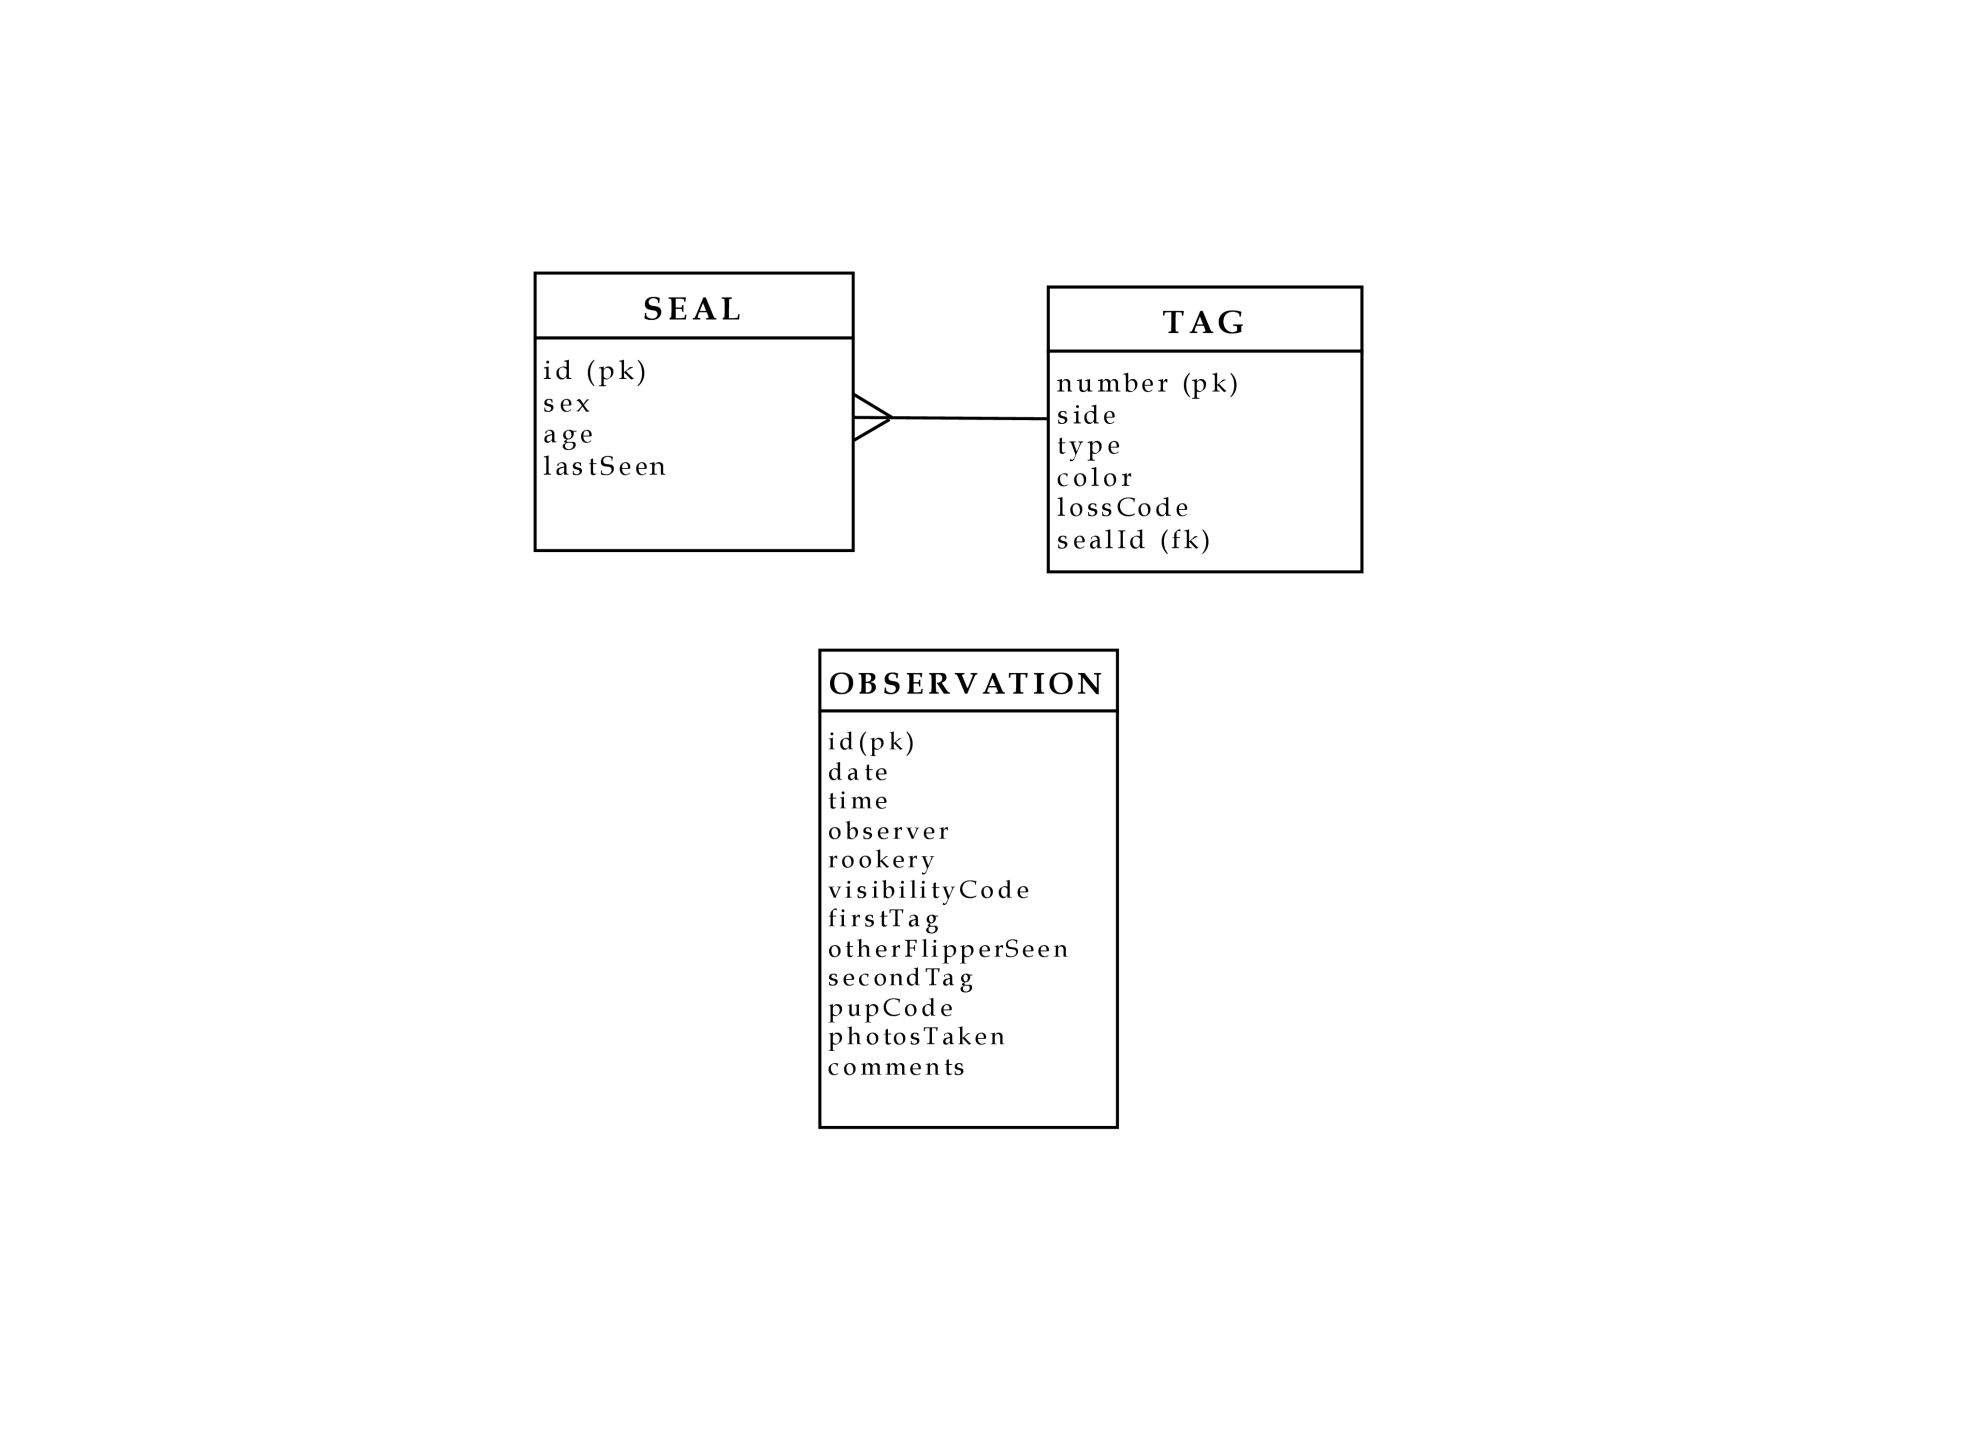 SEAL
id (pk)
sex
age
lastSeen
TAG
number (pk)
side
type
color
lossCode
sealId (fk)
OBSERVATION
id(pk)
date
time
observer
rookery
visibilityCode
firstTag
otherFlipperSeen
secondTag
pupCode
photosTaken
comments